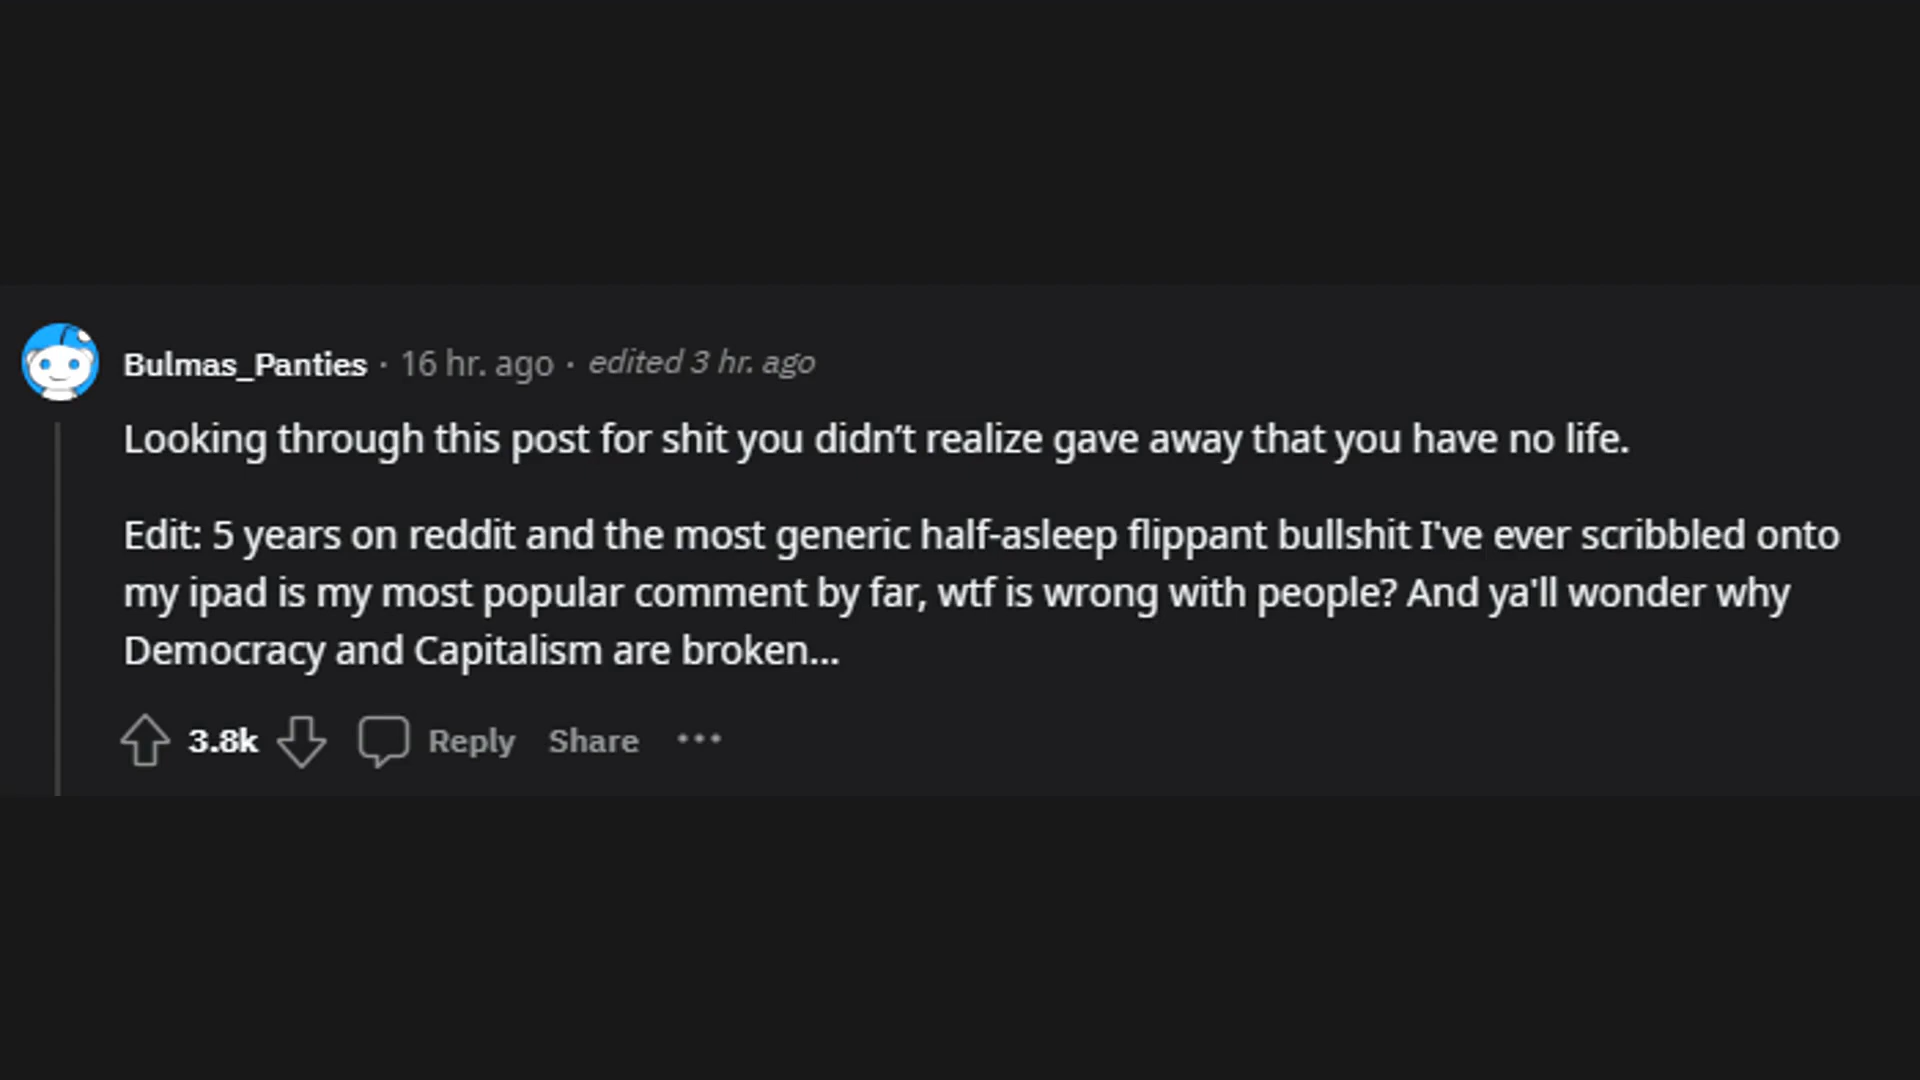 Bulmas_Panties · 16 hr. ago · edited 3 hr. ago
Looking through this post for shit you didn’t realize gave away that you have no life.
Edit: 5 years on reddit and the most generic half-asleep flippant bullshit I've ever scribbled onto
my ipad is my most popular comment by far, wtf is wrong with people? And ya'll wonder why
Democracy and Capitalism are broken...
3.8k Reply Share ···